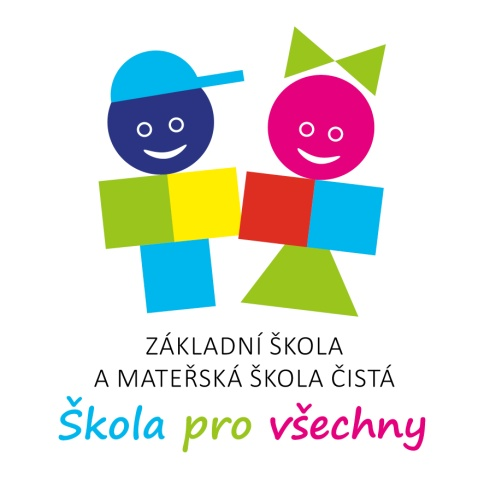 ZÁKLADNÍ ŠKOLA
A MATEŘSKÁ ŠKOLA ČISTÁ
Škola pro všechny